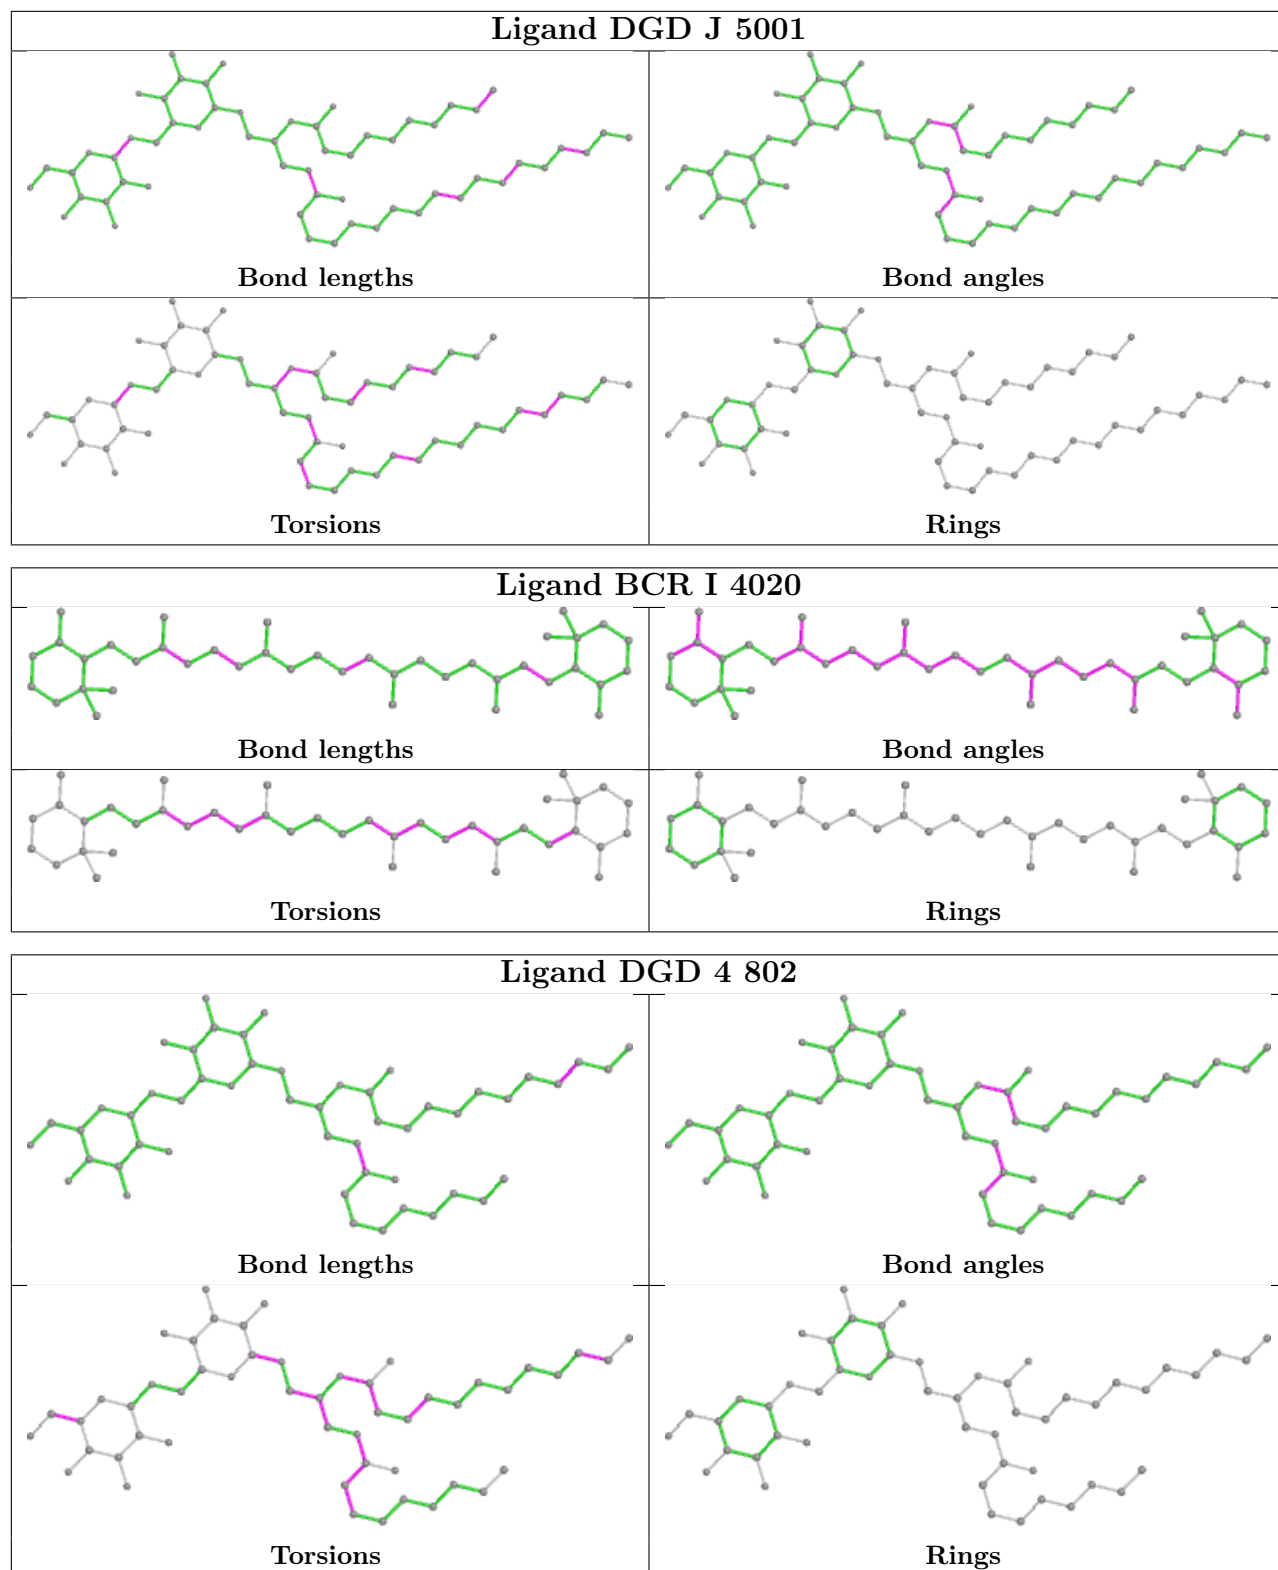 Ligand DGD J 5001
Bond lengths
Bond angles
Torsions
Rings
Ligand BCR I 4020
Bond lengths
Bond angles
Torsions
Rings
Ligand DGD 4 802
Bond lengths
Bond angles
Torsions
Rings